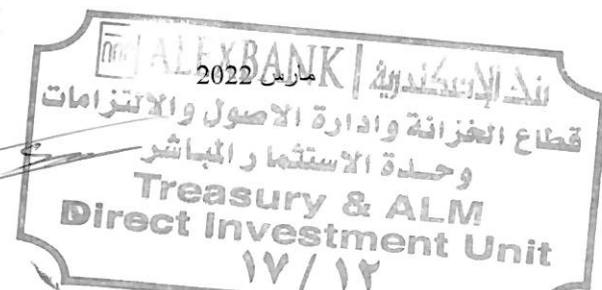 ALEXBANK | بنك الإسكندرية
مارس 2022
قطاع الخزانة وادارة الاصول والالتزامات
وحدة الاستثمار المباشر
Treasury & ALM
Direct Investment Unit
١٧/١٢